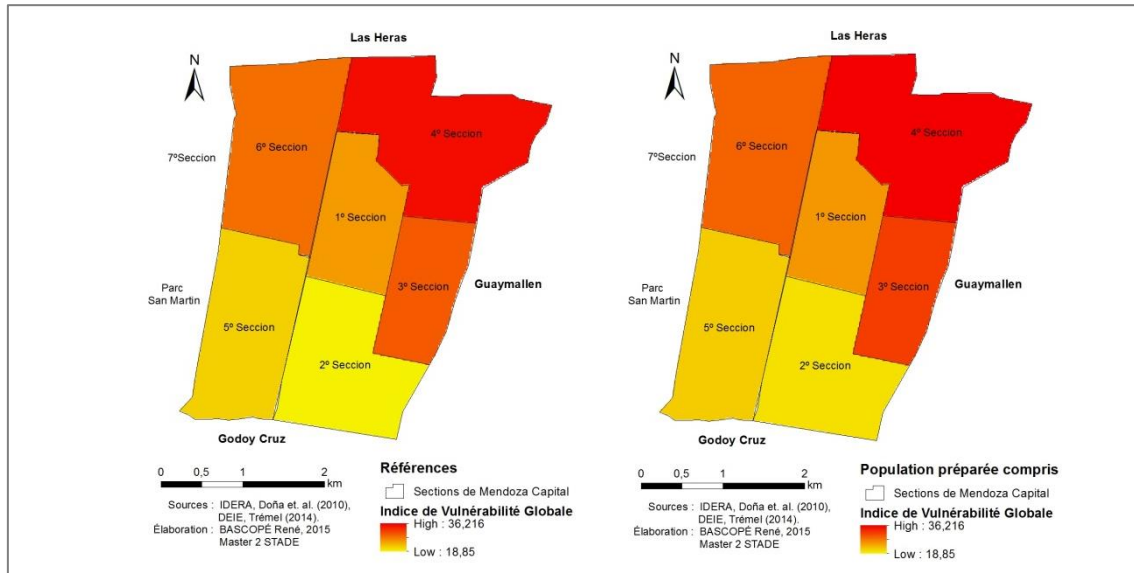 Las Heras
N
6º Seccion
4º Seccion
7ºSeccion
1º Seccion
Parc
San Martin
3º Seccion
Guaymallen
5º Seccion
2º Seccion
Godoy Cruz
0 0,5 1 2
km
Sources : IDERA, Doña et. al. (2010),
DEIE, Trémel (2014).
Élaboration : BASCOPÉ René, 2015
Master 2 STADE
Références
Sections de Mendoza Capital
Indice de Vulnérabilité Globale
High : 36,216
Low : 18,85
Las Heras
N
6º Seccion
4º Seccion
7ºSeccion
1º Seccion
Parc
San Martin
3º Seccion
Guaymallen
5º Seccion
2º Seccion
Godoy Cruz
0 0,5 1 2
km
Sources : IDERA, Doña et. al. (2010),
DEIE, Trémel (2014).
Élaboration : BASCOPÉ René, 2015
Master 2 STADE
Population préparée compris
Sections de Mendoza Capital
Indice de Vulnérabilité Globale
High : 36,216
Low : 18,85